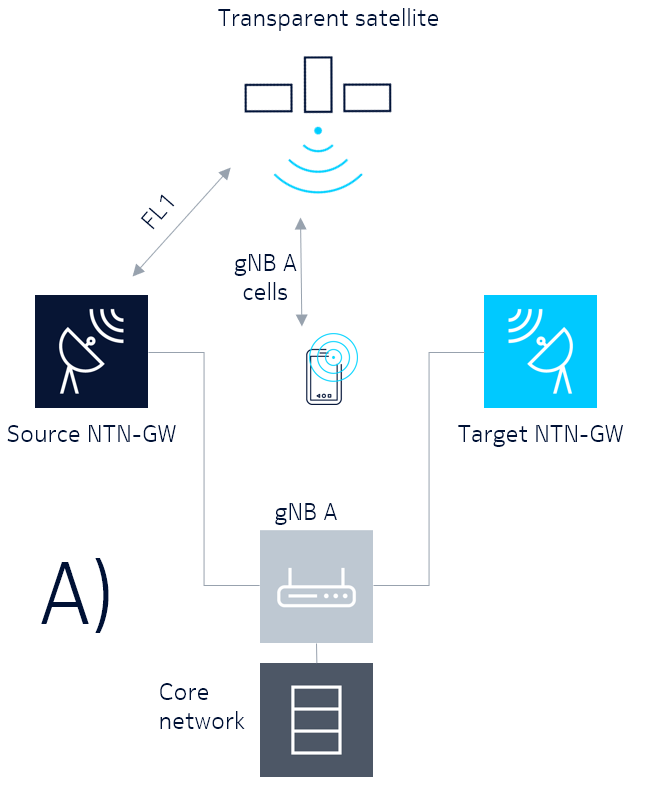 Transparent satellite
FL1
gNB A
cells
Source NTN-GW
Target NTN-GW
gNB A
A)
Core
network